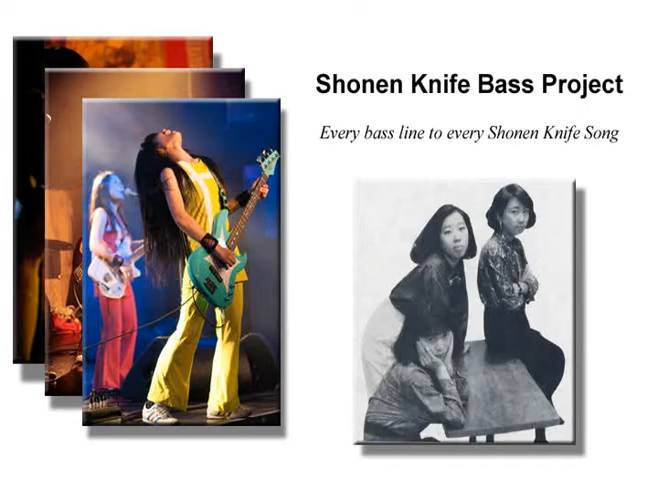 Shonen Knife Bass Project
Every bass line to every Shonen Knife Song